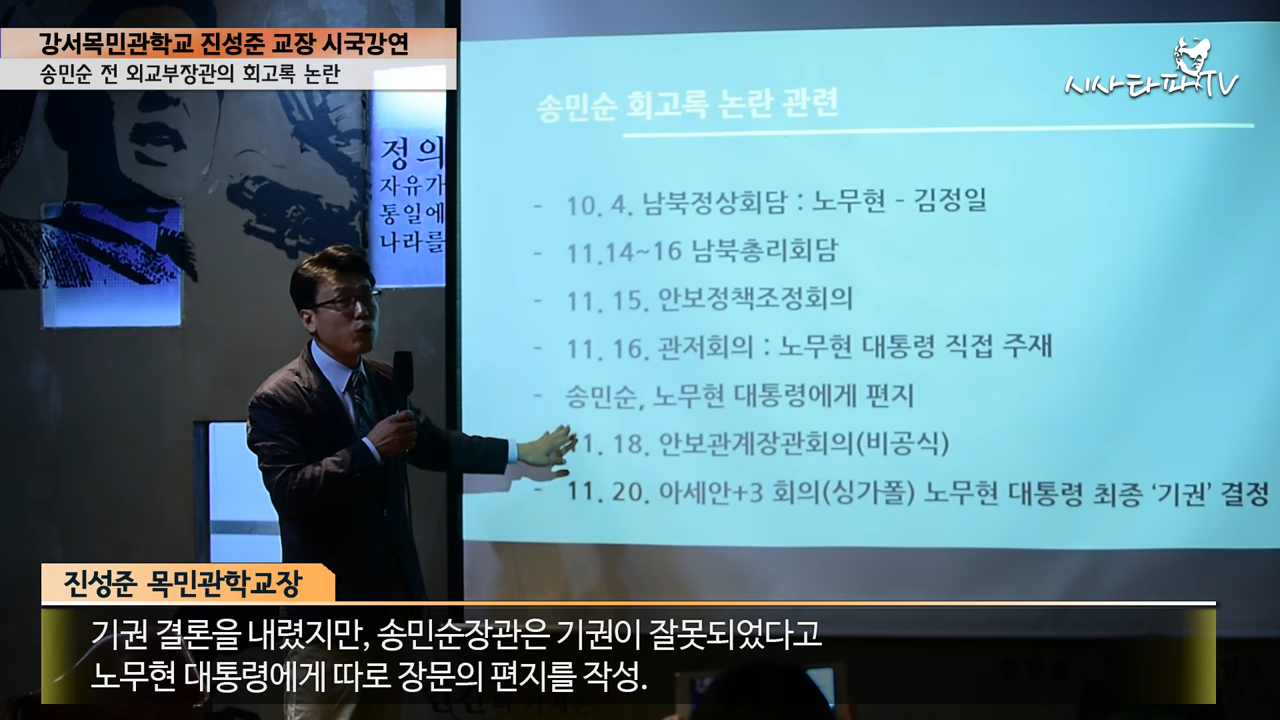 강서목민관학교 진성준 교장 시국강연
송민순 전 외교부장관의 회고록 논란
시사타파TV
정의
자유가
통일에
나라를
송민순 회고록 논란 관련
- 10. 4. 남북정상회담 : 노무현 - 김정일
- 11.14~16 남북총리회담
- 11. 15. 안보정책조정회의
- 11. 16. 관저회의 : 노무현 대통령 직접 주재
- 송민순, 노무현 대통령에게 편지
1. 18. 안보관계장관회의(비공식)
- 11. 20. 아세안+3 회의(싱가폴) 노무현 대통령 최종 ‘기권’ 결정
진성준 목민관학교장
기권 결론을 내렸지만, 송민순장관은 기권이 잘못되었다고
노무현 대통령에게 따로 장문의 편지를 작성.